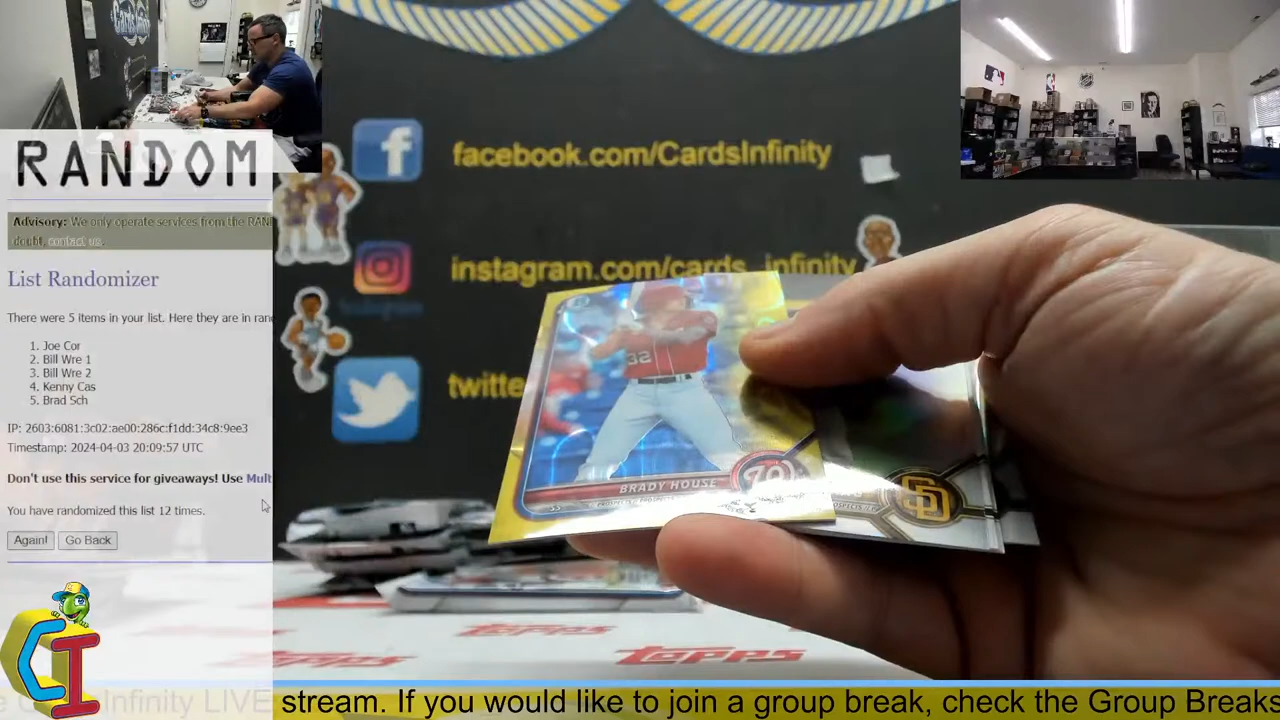 RANDOM
Advisory: We only operate services from the RAN
doubt, contact us.
List Randomizer
There were 5 items in your list. Here they are in ran
1. Joe Cor
2. Bill Wre 1
3. Bill Wre 2
4. Kenny Cas
5. Brad Sch
IP: 2603:6081:3c02:ae00:286c:f1dd:34c8:9ee3
Timestamp: 2024-04-03 20:09:57 UTC
Don't use this service for giveaways! Use Mult
You have randomized this list 12 times.
Again! Go Back
facebook.com/CardsInfinity
instagram.com/cards_infinity
twitte
32
BRADY HOUSE
SD
topps
topps
topps
CI
Infinity LIVE stream. If you would like to join a group break, check the Group Breaks